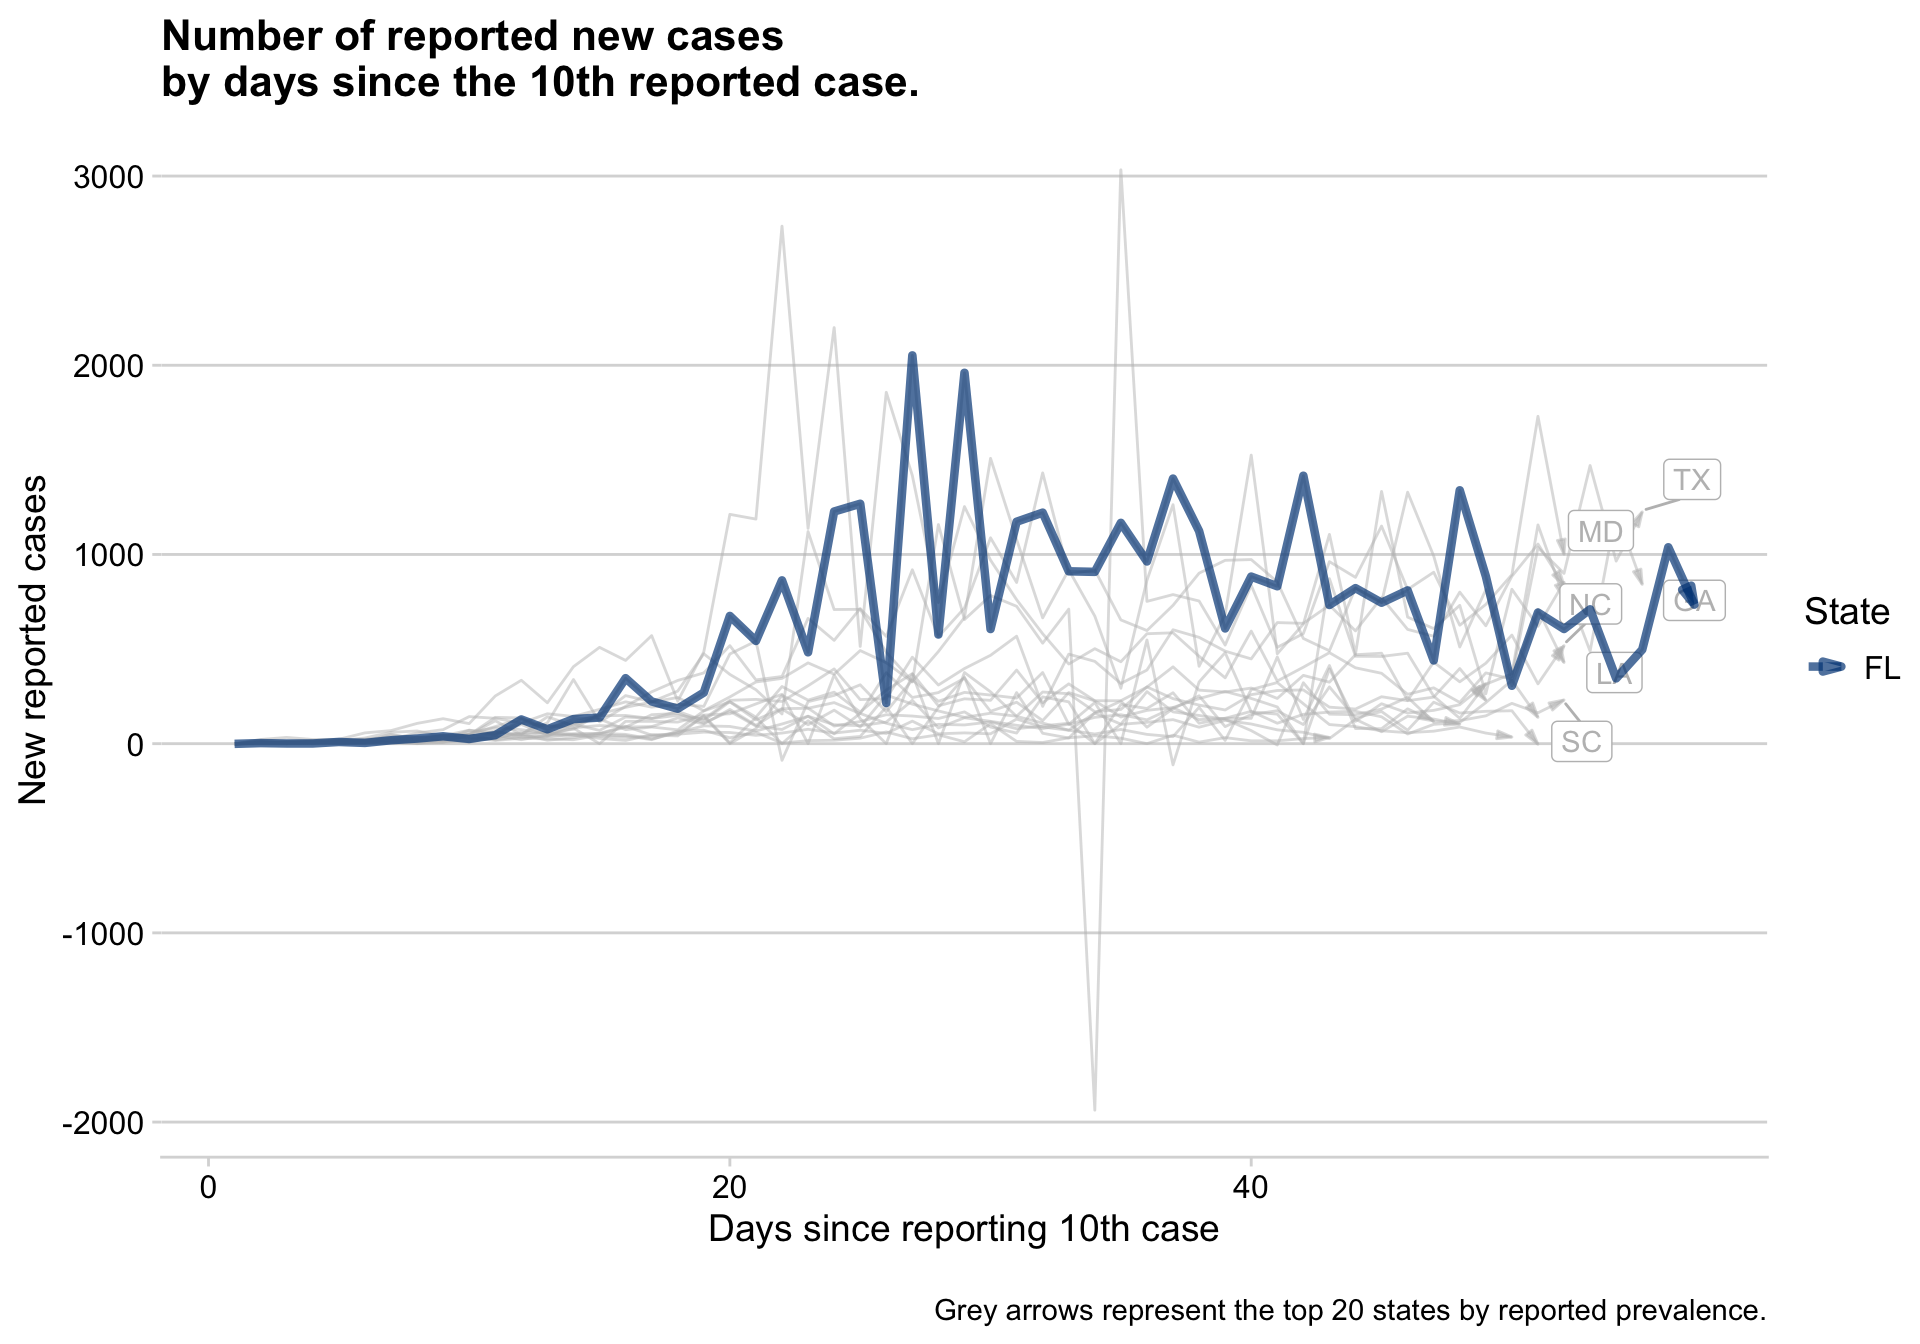 Number of reported new cases
by days since the 10th reported case.
3000
2000
1000
0
-1000
-2000
New reported cases
TX
MD
NC
GA
LA
SC
State
FL
0
20
40
Days since reporting 10th case
Grey arrows represent the top 20 states by reported prevalence.